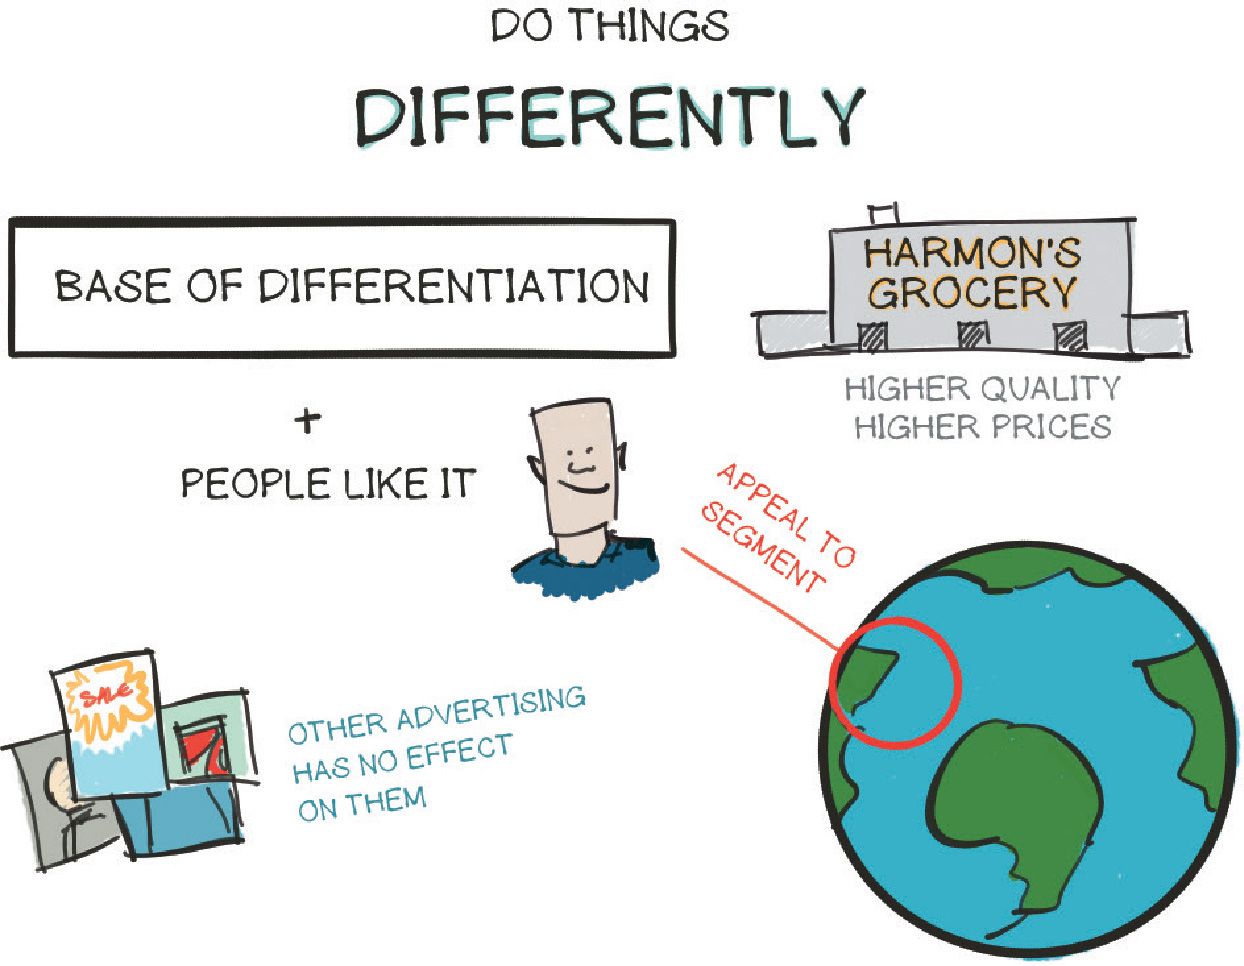 DO THINGS
DIFFERENTLY
BASE OF DIFFERENTIATION
HARMON'S
GROCERY
HIGHER QUALITY
HIGHER PRICES
+
PEOPLE LIKE IT
APPEAL TO
SEGMENT
SALE
OTHER ADVERTISING
HAS NO EFFECT
ON THEM